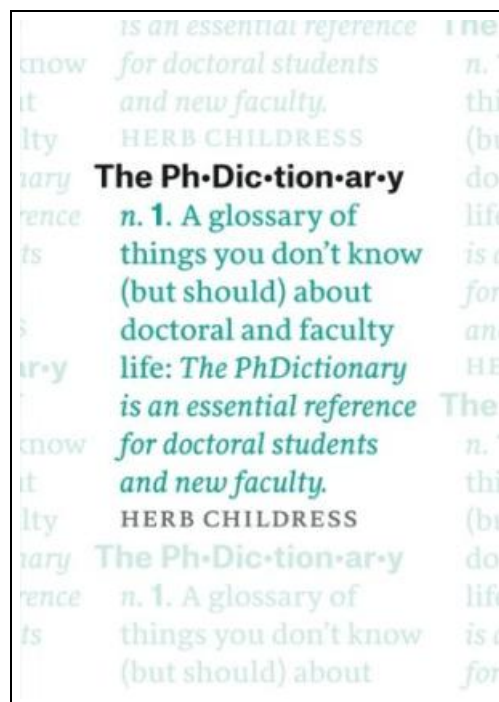 is an essential reference
for doctoral students
and new faculty.
HERB CHILDRESS
The Ph•Dic•tion•ar•y
n. 1. A glossary of
things you don't know
(but should) about
doctoral and faculty
life: The PhDictionary
is an essential reference
for doctoral students
and new faculty.
HERB CHILDRESS
The Ph•Dic•tion•ar•y
n. 1. A glossary of
things you don't know
(but should) about